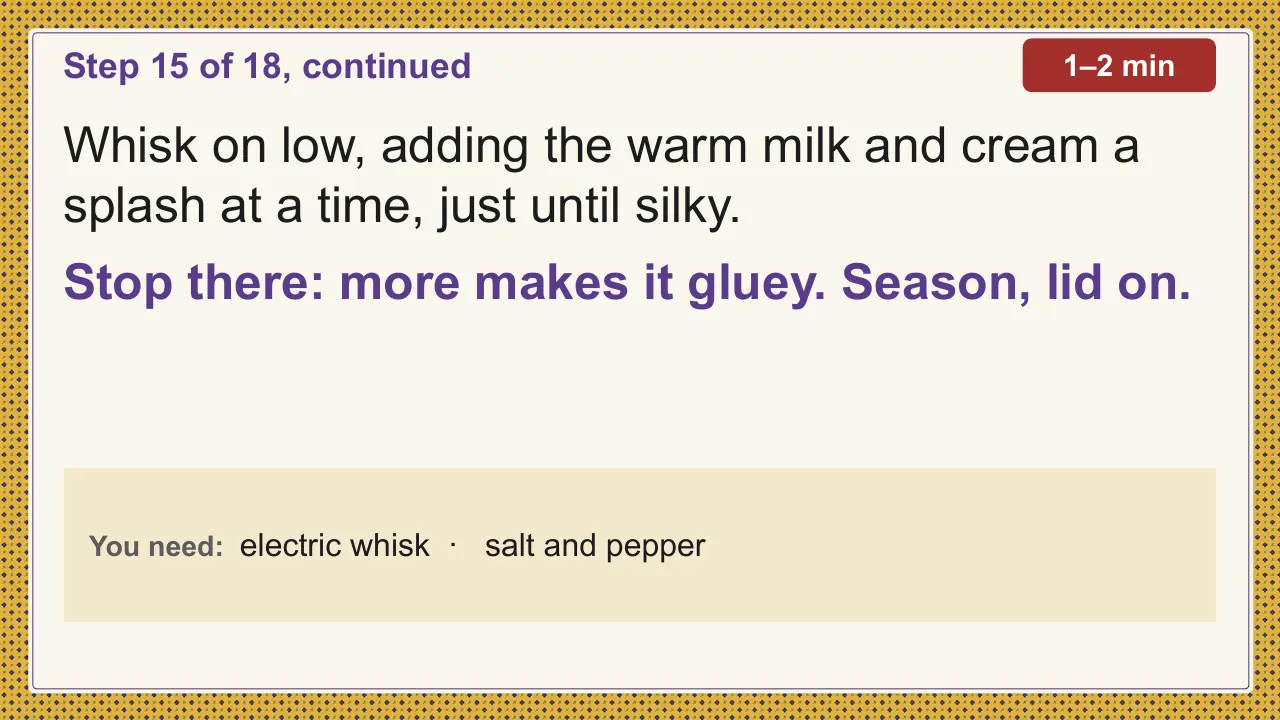 Step 15 of 18, continued
1–2 min
Whisk on low, adding the warm milk and cream a
splash at a time, just until silky.
Stop there: more makes it gluey. Season, lid on.
You need: electric whisk · salt and pepper